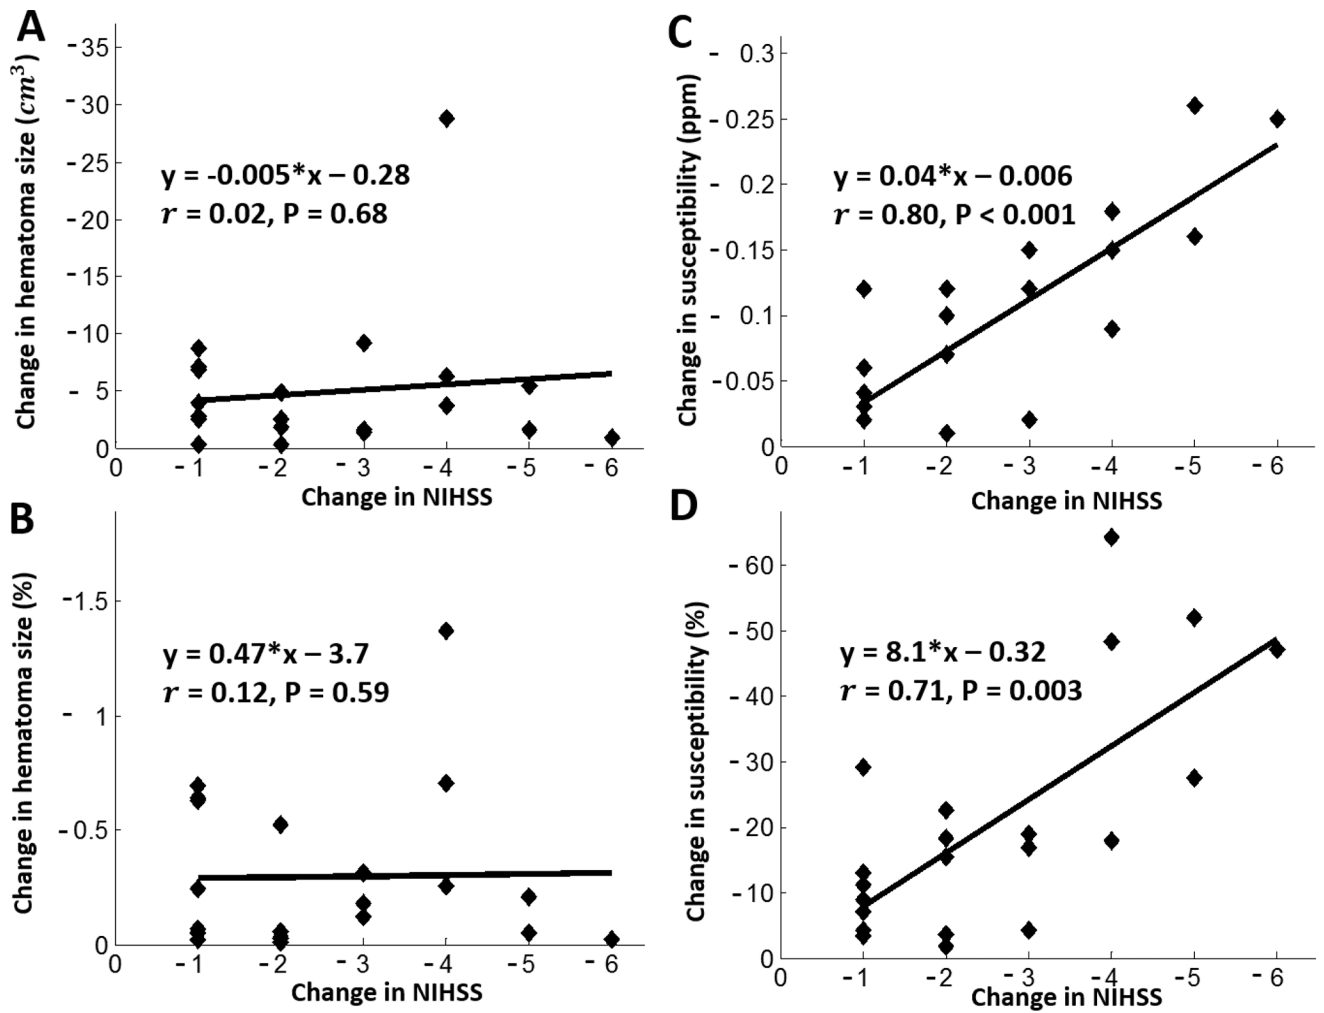 A
Change in hematoma size (cm³)
- 35
- 30
- 25
- 20
- 15
- 10
- 5
0
y = -0.005*x – 0.28
r = 0.02, P = 0.68
0 - 1 - 2 - 3 - 4 - 5 - 6
Change in NIHSS
B
Change in hematoma size (%)
-1.5
- 1
- 0.5
0
y = 0.47*x – 3.7
r = 0.12, P = 0.59
0 - 1 - 2 - 3 - 4 - 5 - 6
Change in NIHSS
C
Change in susceptibility (ppm)
- 0.3
- 0.25
- 0.2
- 0.15
- 0.1
-0.05
0
y = 0.04*x – 0.006
r = 0.80, P < 0.001
0 - 1 - 2 - 3 - 4 - 5 - 6
Change in NIHSS
D
Change in susceptibility (%)
- 60
- 50
- 40
- 30
- 20
- 10
0
y = 8.1*x – 0.32
r = 0.71, P = 0.003
0 - 1 - 2 - 3 - 4 - 5 - 6
Change in NIHSS